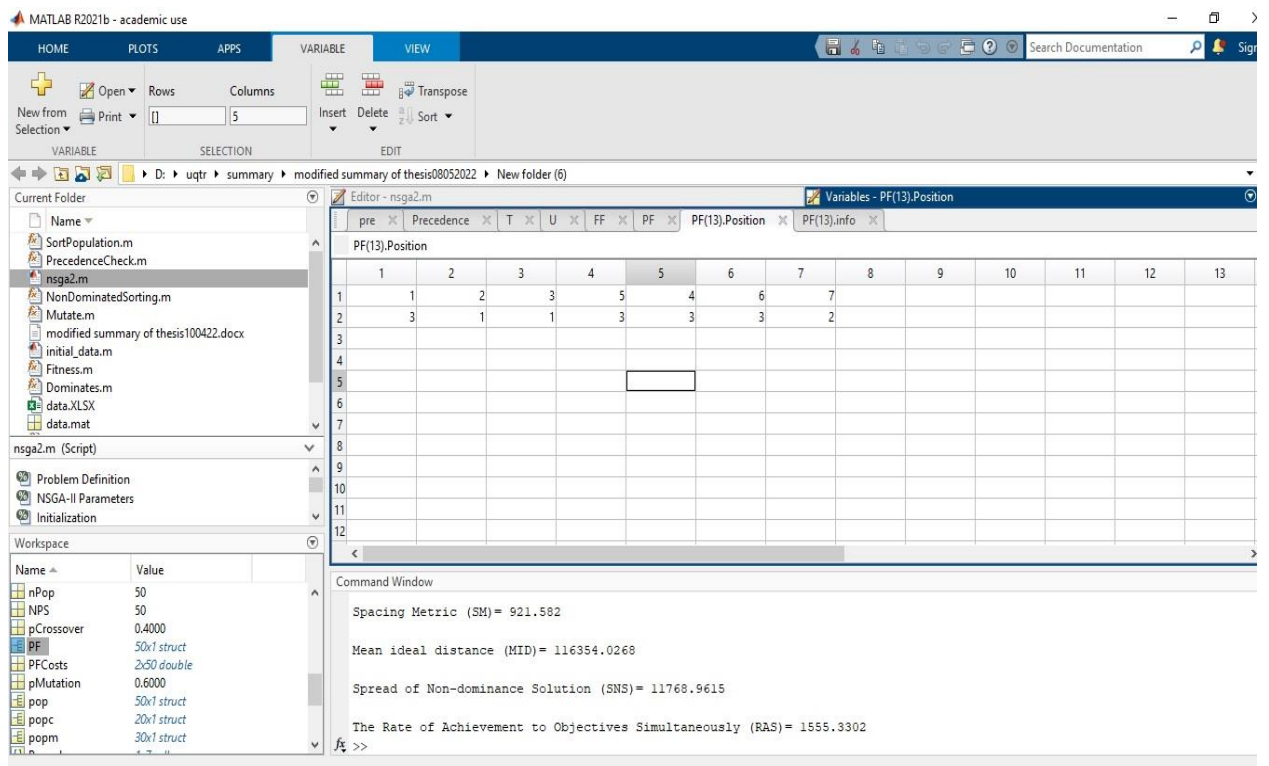 MATLAB R2021b - academic use
HOME PLOTS APPS VARIABLE VIEW Search Documentation
New from Selection
Open
Print
Rows Columns
[] 5
Insert Delete
Transpose
Sort
VARIABLE SELECTION EDIT
D: uqtr summary modified summary of thesis08052022 New folder (6)
Current Folder
Name
SortPopulation.m
PrecedenceCheck.m
nsga2.m
NonDominatedSorting.m
Mutate.m
modified summary of thesis100422.docx
initial_data.m
Fitness.m
Dominates.m
data.XLSX
data.mat
nsga2.m (Script)
Problem Definition
NSGA-II Parameters
Initialization
Workspace
Name Value
nPop 50
NPS 50
pCrossover 0.4000
PF 50x1 struct
PFCosts 2x50 double
pMutation 0.6000
pop 50x1 struct
popc 20x1 struct
popm 30x1 struct
Editor - nsga2.m
Variables - PF(13).Position
pre Precedence T U FF PF PF(13).Position PF(13).info
PF(13).Position
1 2 3 4 5 6 7 8 9 10 11 12 13
1 1 2 3 5 4 6 7
2 3 1 1 3 3 3 2
3
4
5
6
7
8
9
10
11
12
Command Window
Spacing Metric (SM)= 921.582
Mean ideal distance (MID)= 116354.0268
Spread of Non-dominance Solution (SNS)= 11768.9615
The Rate of Achievement to Objectives Simultaneously (RAS)= 1555.3302
fx >>